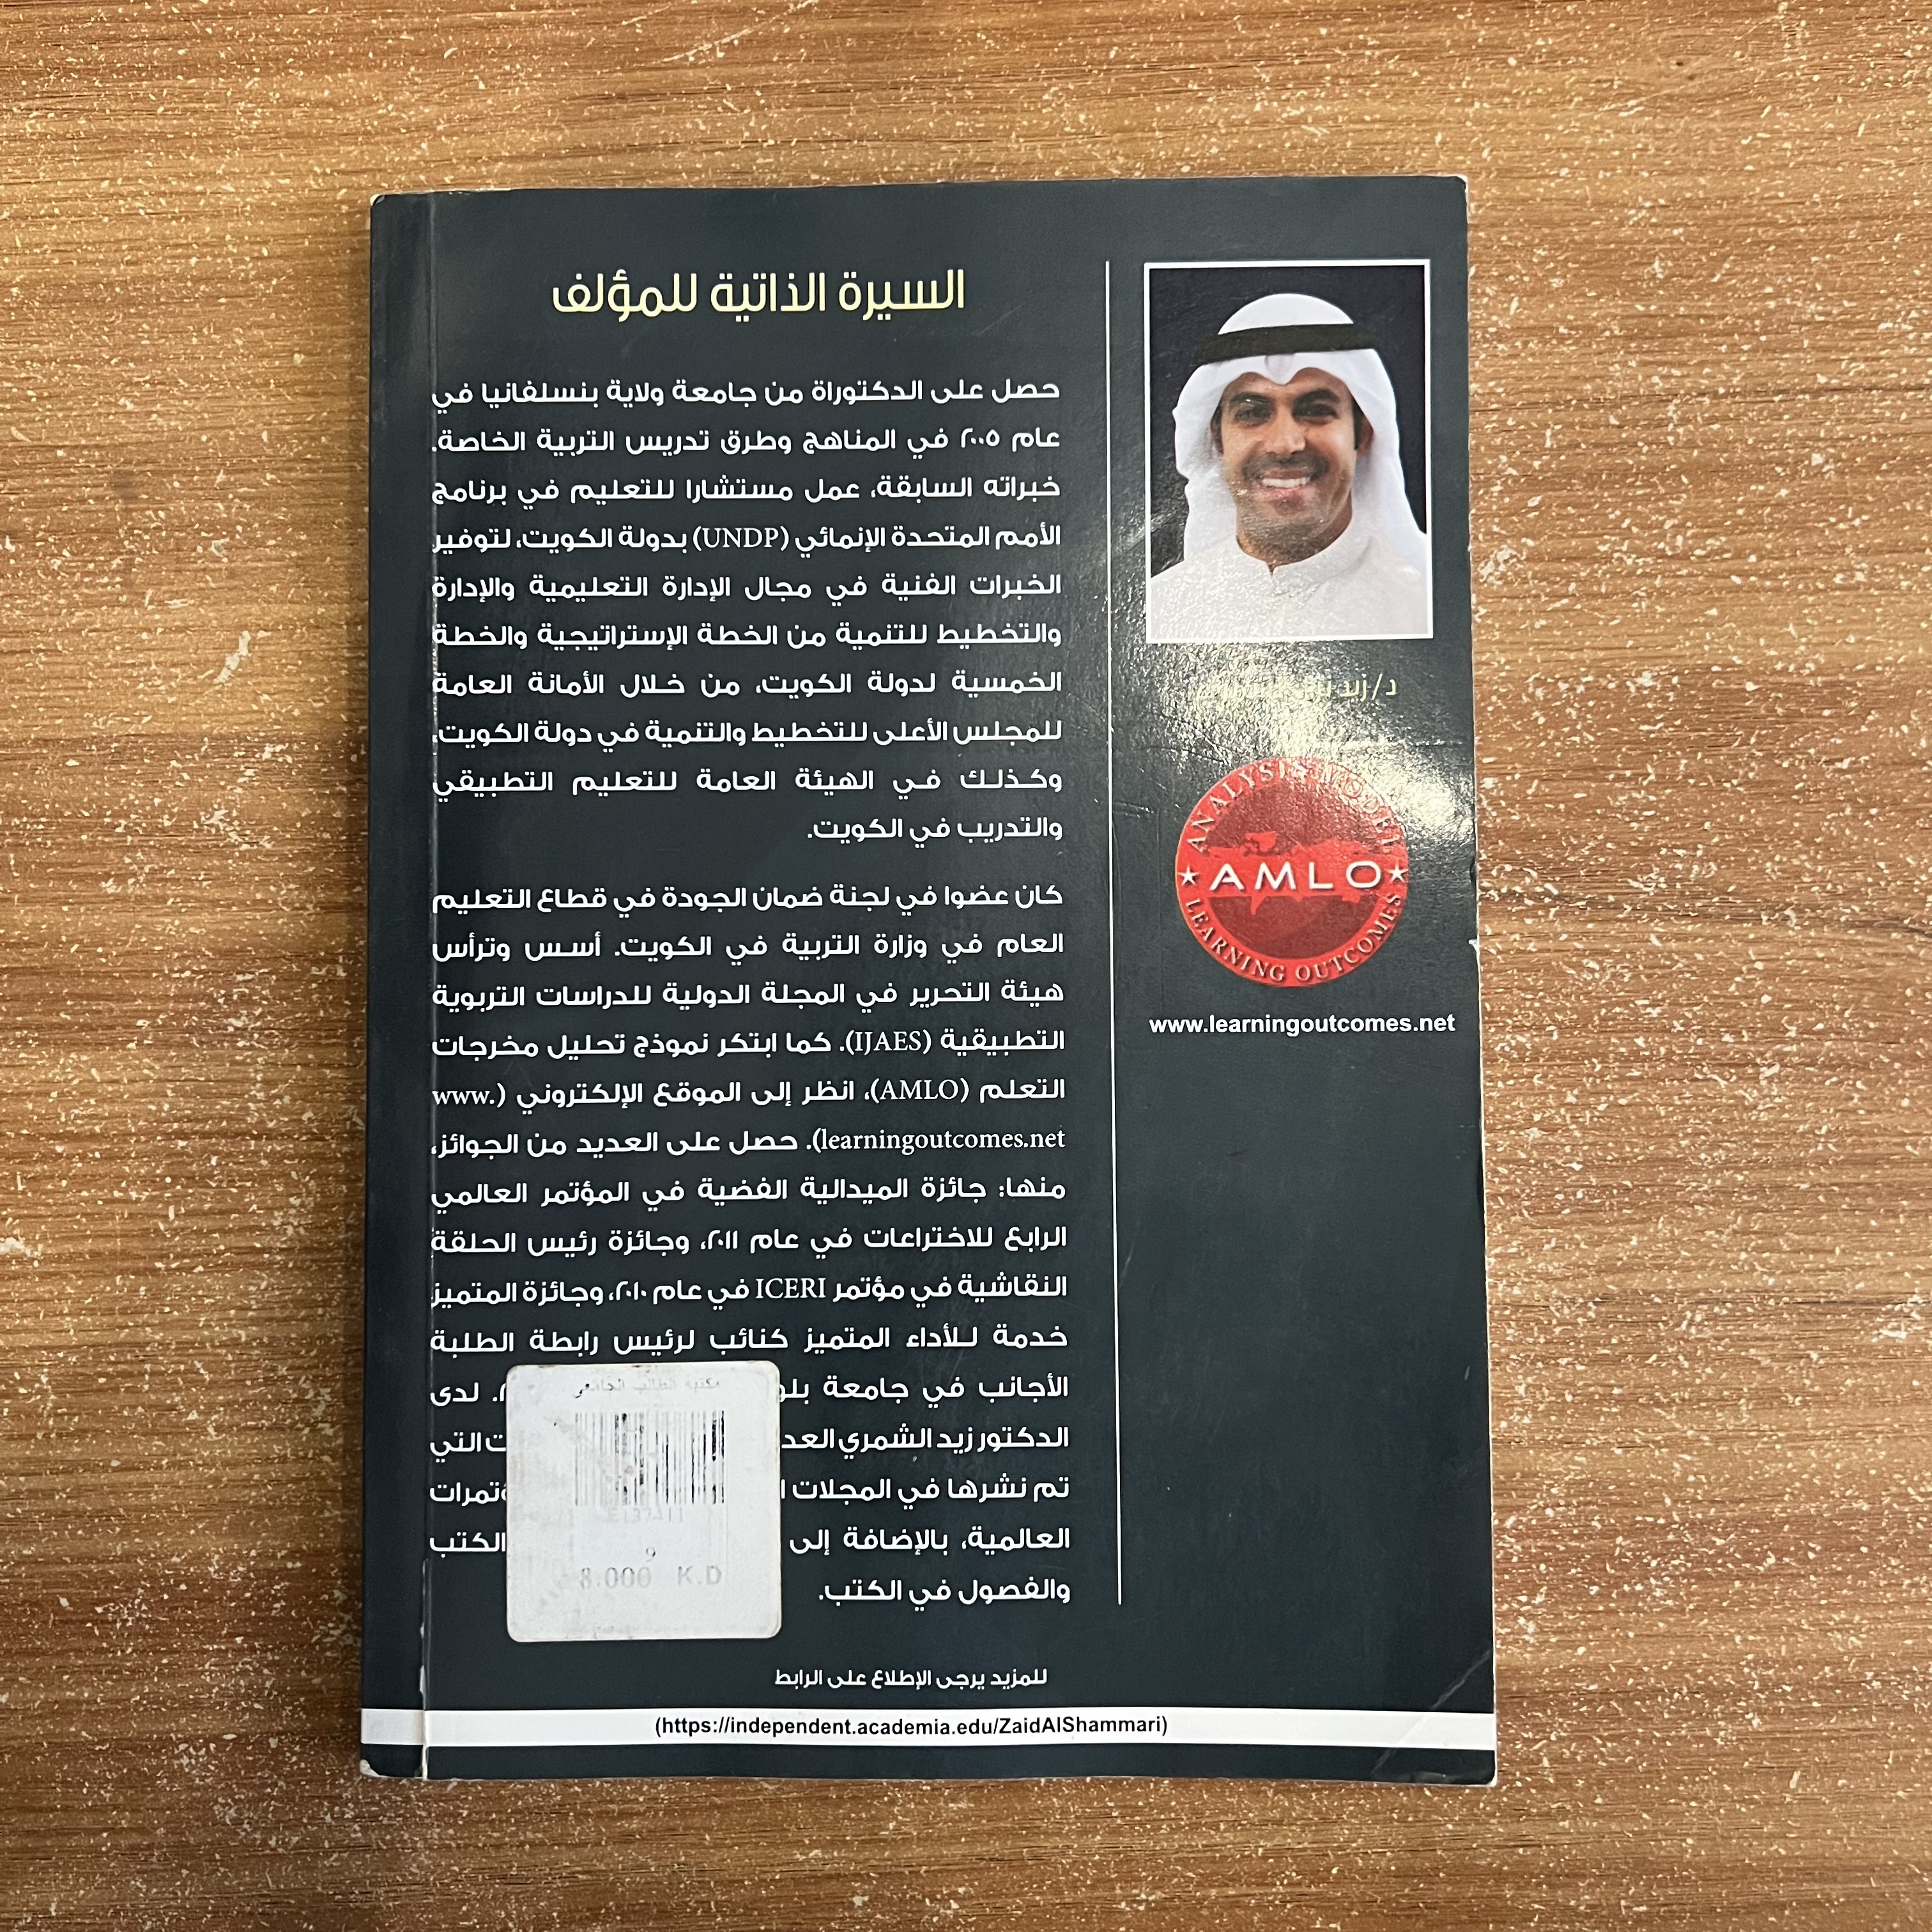 السيرة الذاتية للمؤلف
حصل على الدكتوراة من جامعة ولاية بنسلفانيا في
عام ٢٠٠٥ في المناهج وطرق تدريس التربية الخاصة.
خبراته السابقة، عمل مستشارا للتعليم في برنامج
الأمم المتحدة الإنمائي (UNDP) بدولة الكويت، لتوفير
الخبرات الفنية في مجال الإدارة التعليمية والإدارة
والتخطيط للتنمية من الخطة الإستراتيجية والخطة
الخمسية لدولة الكويت، من خلال الأمانة العامة
للمجلس الأعلى للتخطيط والتنمية في دولة الكويت،
وكذلك في الهيئة العامة للتعليم التطبيقي
والتدريب في الكويت.
كان عضوا في لجنة ضمان الجودة في قطاع التعليم
العام في وزارة التربية في الكويت. أسس وترأس
هيئة التحرير في المجلة الدولية للدراسات التربوية
التطبيقية (IJAES). كما ابتكر نموذج تحليل مخرجات
التعلم (AMLO)، انظر إلى الموقع الإلكتروني (www.
learningoutcomes.net). حصل على العديد من الجوائز،
منها: جائزة الميدالية الفضية في المؤتمر العالمي
الرابع للاختراعات في عام ٢٠١١، وجائزة رئيس الحلقة
النقاشية في مؤتمر ICERI في عام ٢٠١٠، وجائزة المتميز
خدمة للأداء المتميز كنائب لرئيس رابطة الطلبة
الأجانب في جامعة لدى
الدكتور زيد الشمري التي
تم نشرها في المجلات
العالمية، بالإضافة إلى الكتب
والفصول في الكتب.
مكتبة الطالب الجامعي
8.000 K.D
للمزيد يرجى الإطلاع على الرابط
(https://independent.academia.edu/ZaidAlShammari)
د/زيد
ANALYSIS MODEL
AMLO
LEARNING OUTCOMES
www.learningoutcomes.net